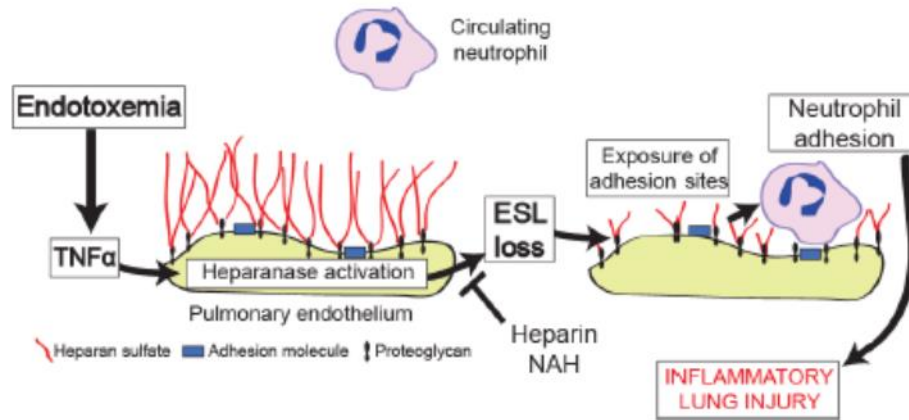 Circulating
neutrophil
Endotoxemia
Neutrophil
adhesion
Exposure of
adhesion sites
ESL
loss
TNFα
Heparanase activation
Pulmonary endothelium
Heparan sulfate Adhesion molecule Proteoglycan
Heparin
NAH
INFLAMMATORY
LUNG INJURY